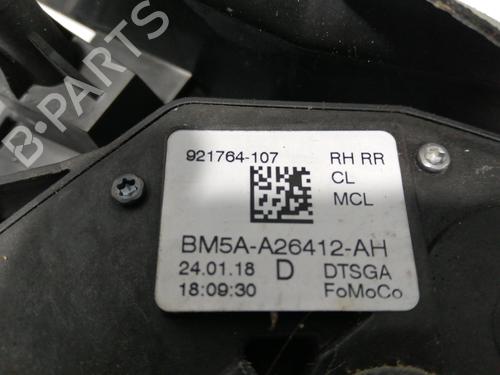 B-PARTS
921764-107 RH RR
CL
MCL
BM5A-A26412-AH
24.01.18 D DTSGA
18:09:30 FoMoCo